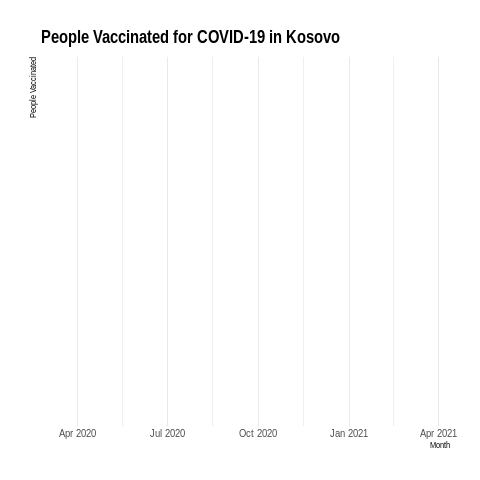 People Vaccinated for COVID-19 in Kosovo
People Vaccinated
Apr 2020 Jul 2020 Oct 2020 Jan 2021 Apr 2021
Month